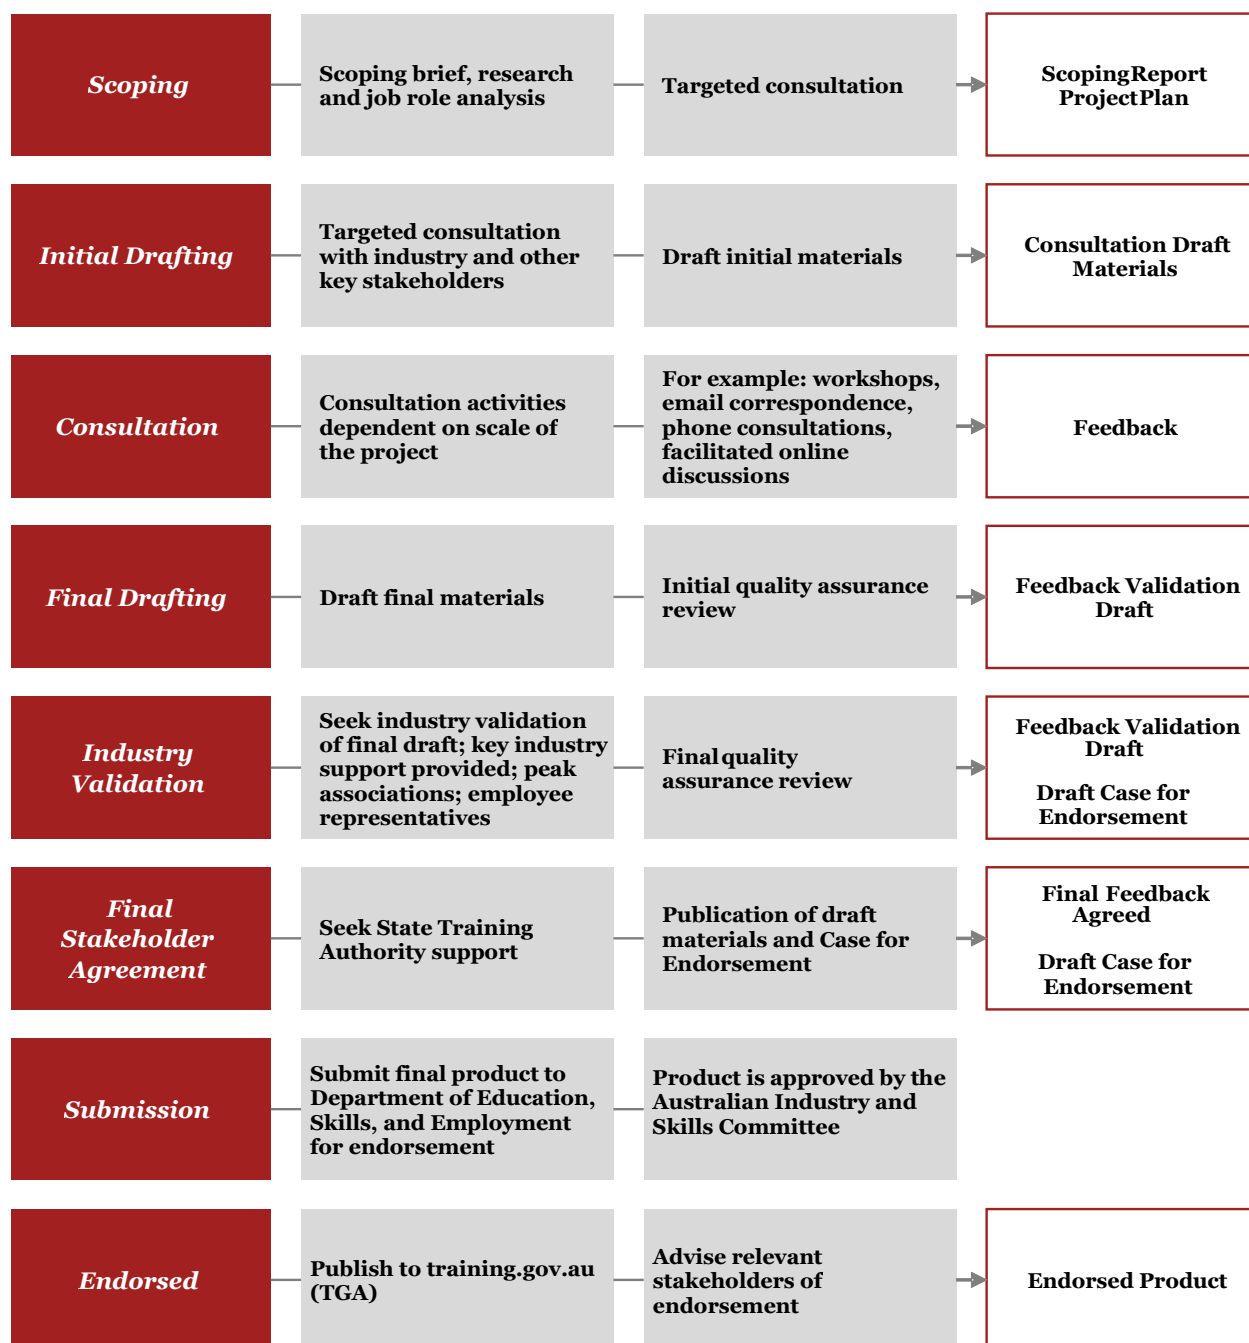 Scoping
Scoping brief, research
and job role analysis
Targeted consultation
ScopingReport
ProjectPlan
Initial Drafting
Targeted consultation
with industry and other
key stakeholders
Draft initial materials
Consultation Draft
Materials
Consultation
Consultation activities
dependent on scale of
the project
For example: workshops,
email correspondence,
phone consultations,
facilitated online
discussions
Feedback
Final Drafting
Draft final materials
Initial quality assurance
review
Feedback Validation
Draft
Industry
Validation
Seek industry validation
of final draft; key industry
support provided; peak
associations; employee
representatives
Final quality
assurance review
Feedback Validation
Draft
Draft Case for
Endorsement
Final
Stakeholder
Agreement
Seek State Training
Authority support
Publication of draft
materials and Case for
Endorsement
Final Feedback
Agreed
Draft Case for
Endorsement
Submission
Submit final product to
Department of Education,
Skills, and Employment
for endorsement
Product is approved by the
Australian Industry and
Skills Committee
Endorsed
Publish to training.gov.au
(TGA)
Advise relevant
stakeholders of
endorsement
Endorsed Product